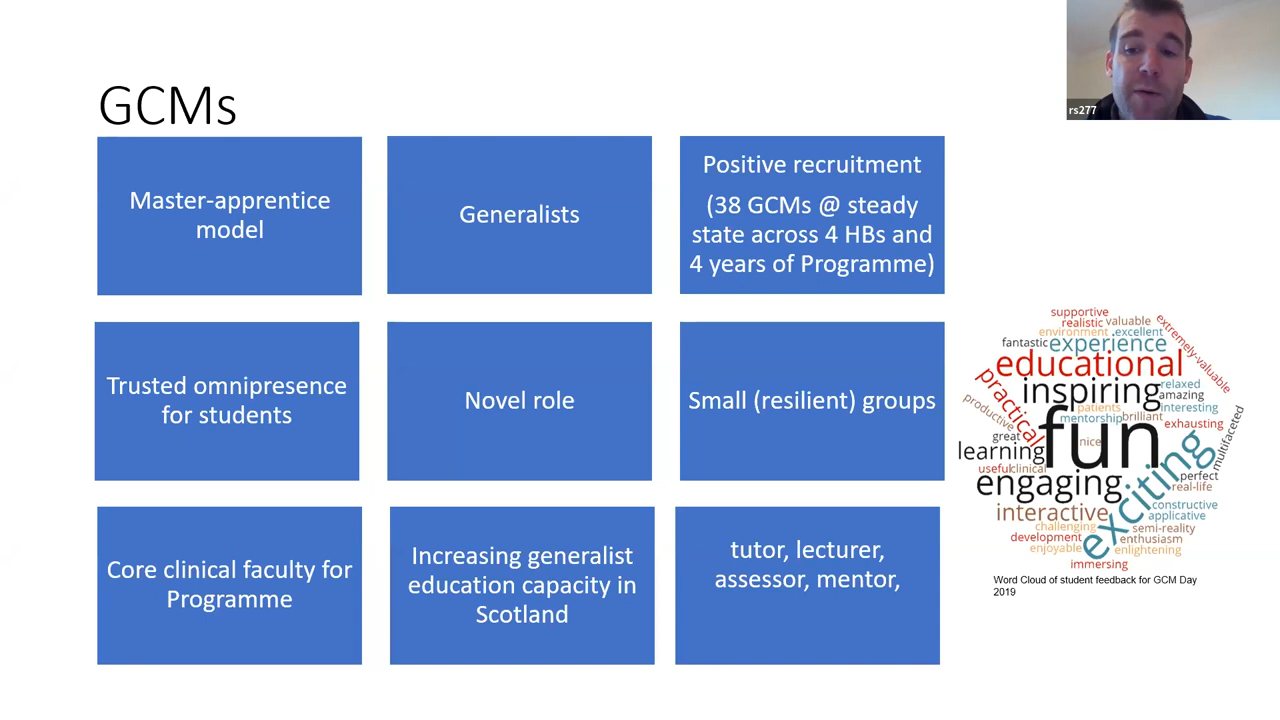 GCMs
rs277
Master-apprentice
model
Generalists
Positive recruitment
(38 GCMs @ steady
state across 4 HBs and
4 years of Programme)
Trusted omnipresence
for students
Novel role
Small (resilient) groups
Core clinical faculty for
Programme
Increasing generalist
education capacity in
Scotland
tutor, lecturer,
assessor, mentor,
supportive
realistic valuable
extremely-valuable
environment excellent
fantastic experience
educational
practical
inspiring
relaxed
amazing
productive
patients
interesting
mentorship brilliant
exhausting
great
fun
nice
multifaceted
learning
useful clinical
exciting
perfect
engaging
real-life
interactive
constructive
applicative
challenging
semi-reality
development
enthusiasm
enjoyable
enlightening
immersing
Word Cloud of student feedback for GCM Day
2019